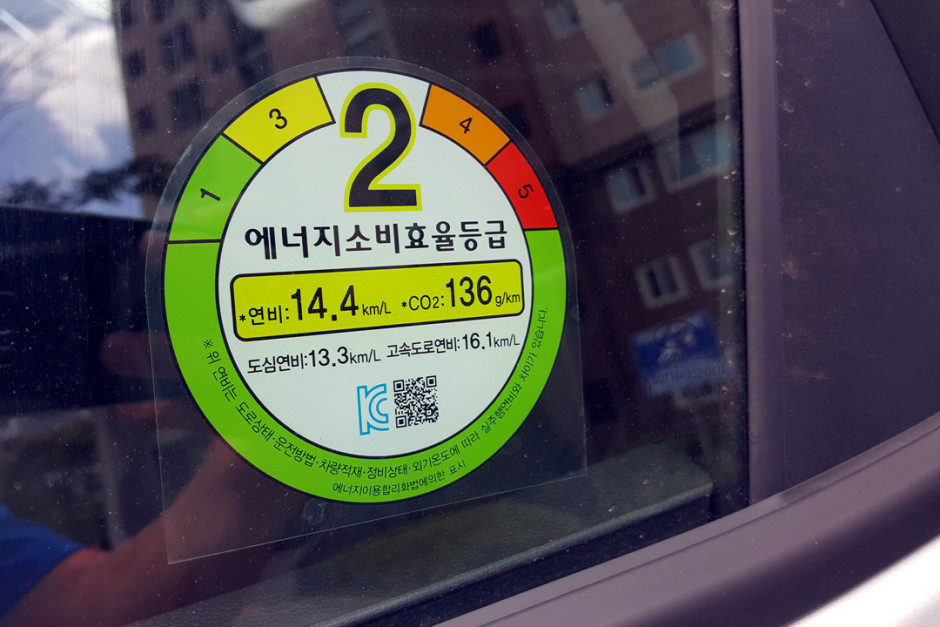 1
3
2
4
5
에너지소비효율등급
*연비:14.4km/L *CO2:136g/km
도심연비:13.3km/L 고속도로연비:16.1km/L
※ 위 연비는 도로상태·운전방법·차량적재·정비상태·외기온도에 따라 실주행연비와 차이가 있습니다.
에너지이용합리화법에의한 표시